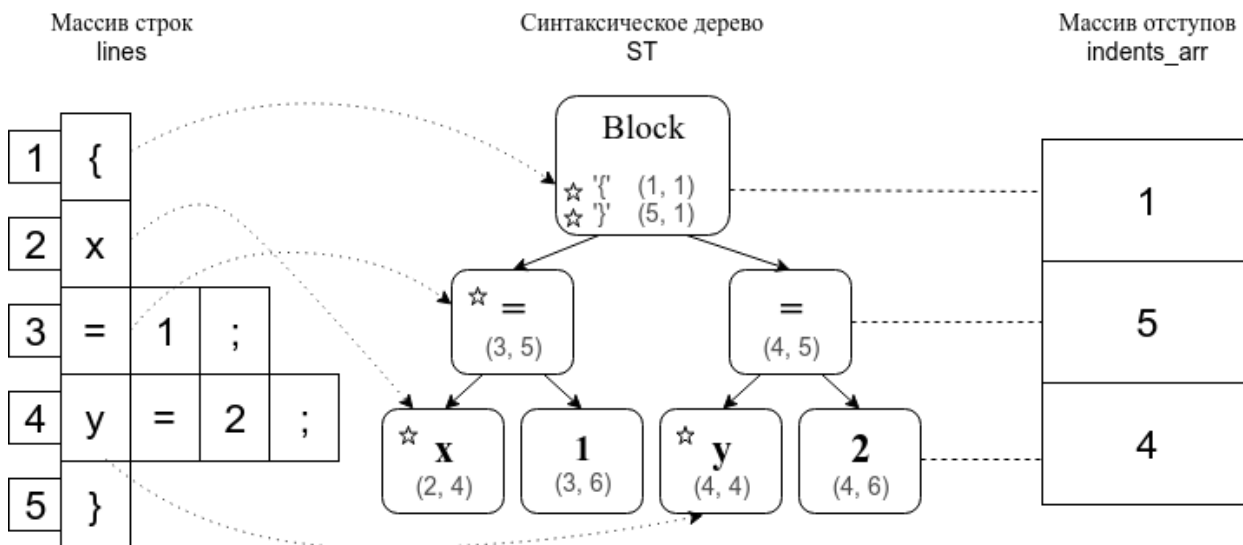 Массив строк
lines
Синтаксическое дерево
ST
Массив отступов
indents_arr
1 {
2 x
3 = 1 ;
4 y = 2 ;
5 }
Block
☆ '{' (1, 1)
☆ '}' (5, 1)
☆ =
(3, 5)
=
(4, 5)
☆ x
(2, 4)
1
(3, 6)
☆ y
(4, 4)
2
(4, 6)
1
5
4